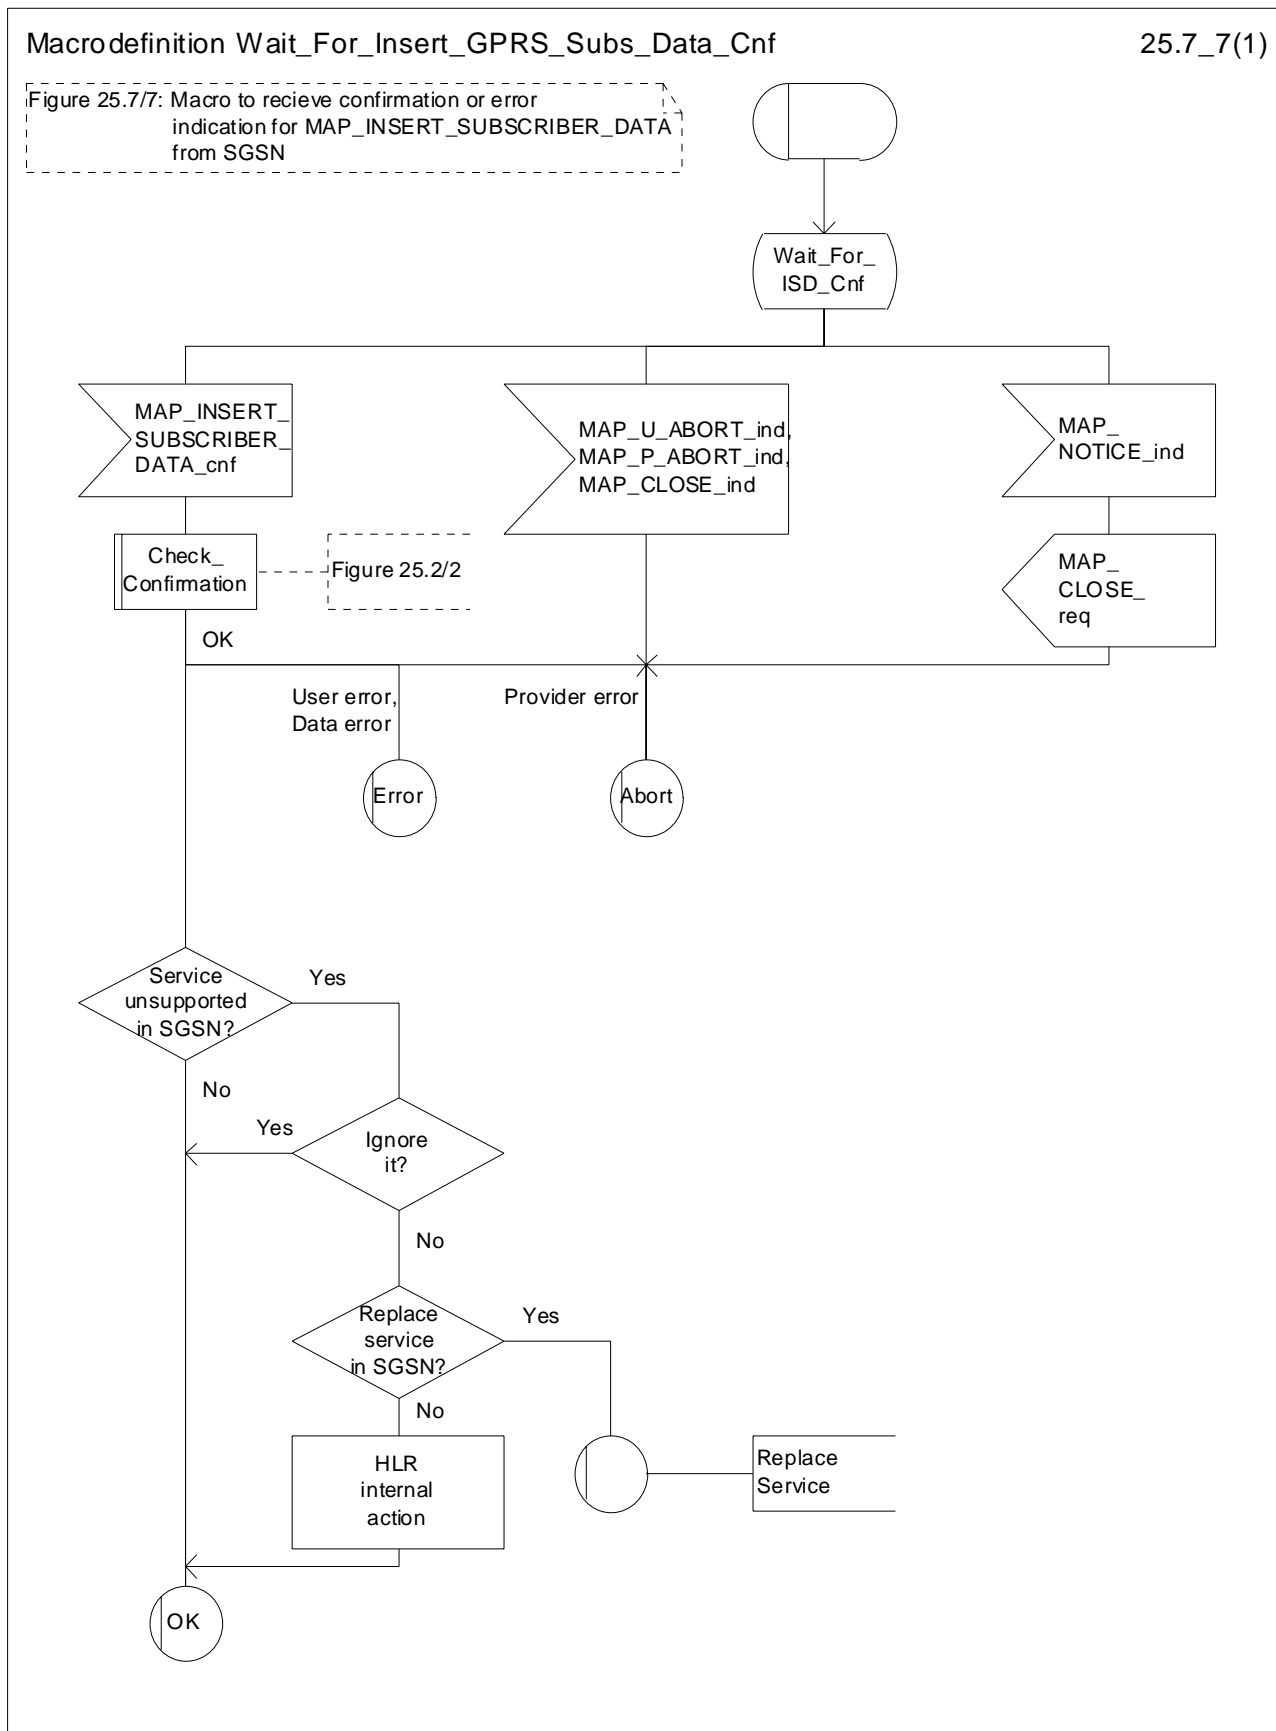 Macrodefinition Wait_For_Insert_GPRS_Subs_Data_Cnf
25.7_7(1)
Figure 25.7/7: Macro to recieve confirmation or error
indication for MAP_INSERT_SUBSCRIBER_DATA
from SGSN
Wait_For_
ISD_Cnf
MAP_INSERT_
SUBSCRIBER_
DATA_cnf
MAP_U_ABORT_ind,
MAP_P_ABORT_ind,
MAP_CLOSE_ind
MAP_
NOTICE_ind
Check_
Confirmation
Figure 25.2/2
MAP_
CLOSE_
req
OK
User error,
Data error
Provider error
Error
Abort
Service
unsupported
in SGSN?
Yes
No
Yes
Ignore
it?
No
Replace
service
in SGSN?
Yes
No
HLR
internal
action
Replace
Service
OK